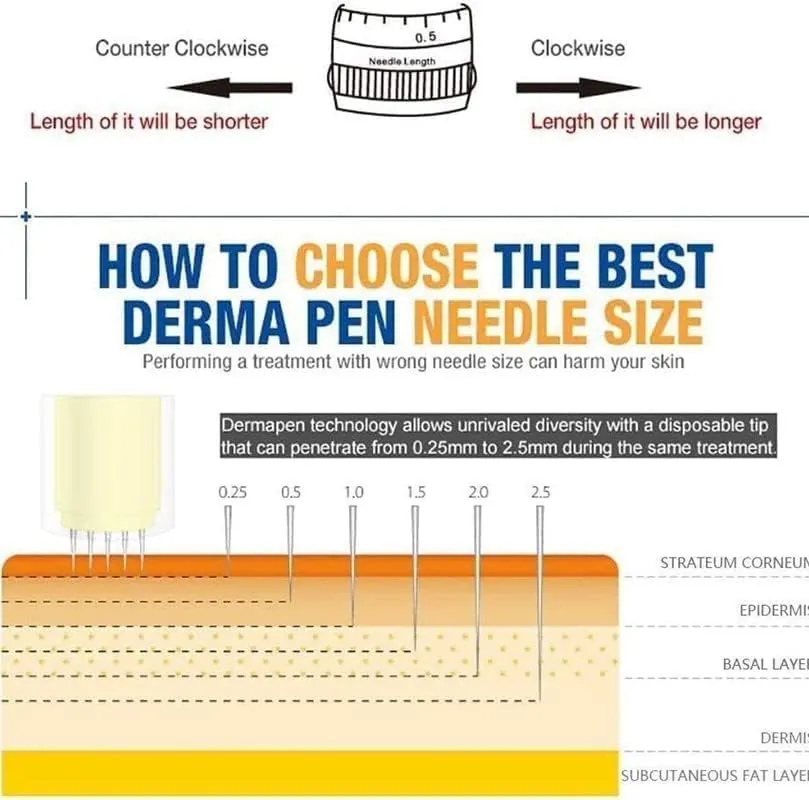 0.5
Needle Length
Counter Clockwise
Clockwise
Length of it will be shorter
Length of it will be longer
HOW TO CHOOSE THE BEST
DERMA PEN NEEDLE SIZE
Performing a treatment with wrong needle size can harm your skin
Dermapen technology allows unrivaled diversity with a disposable tip
that can penetrate from 0.25mm to 2.5mm during the same treatment.
0.25 0.5 1.0 1.5 2.0 2.5
STRATEUM CORNEUM
EPIDERMIS
BASAL LAYE
DERMIS
SUBCUTANEOUS FAT LAYE